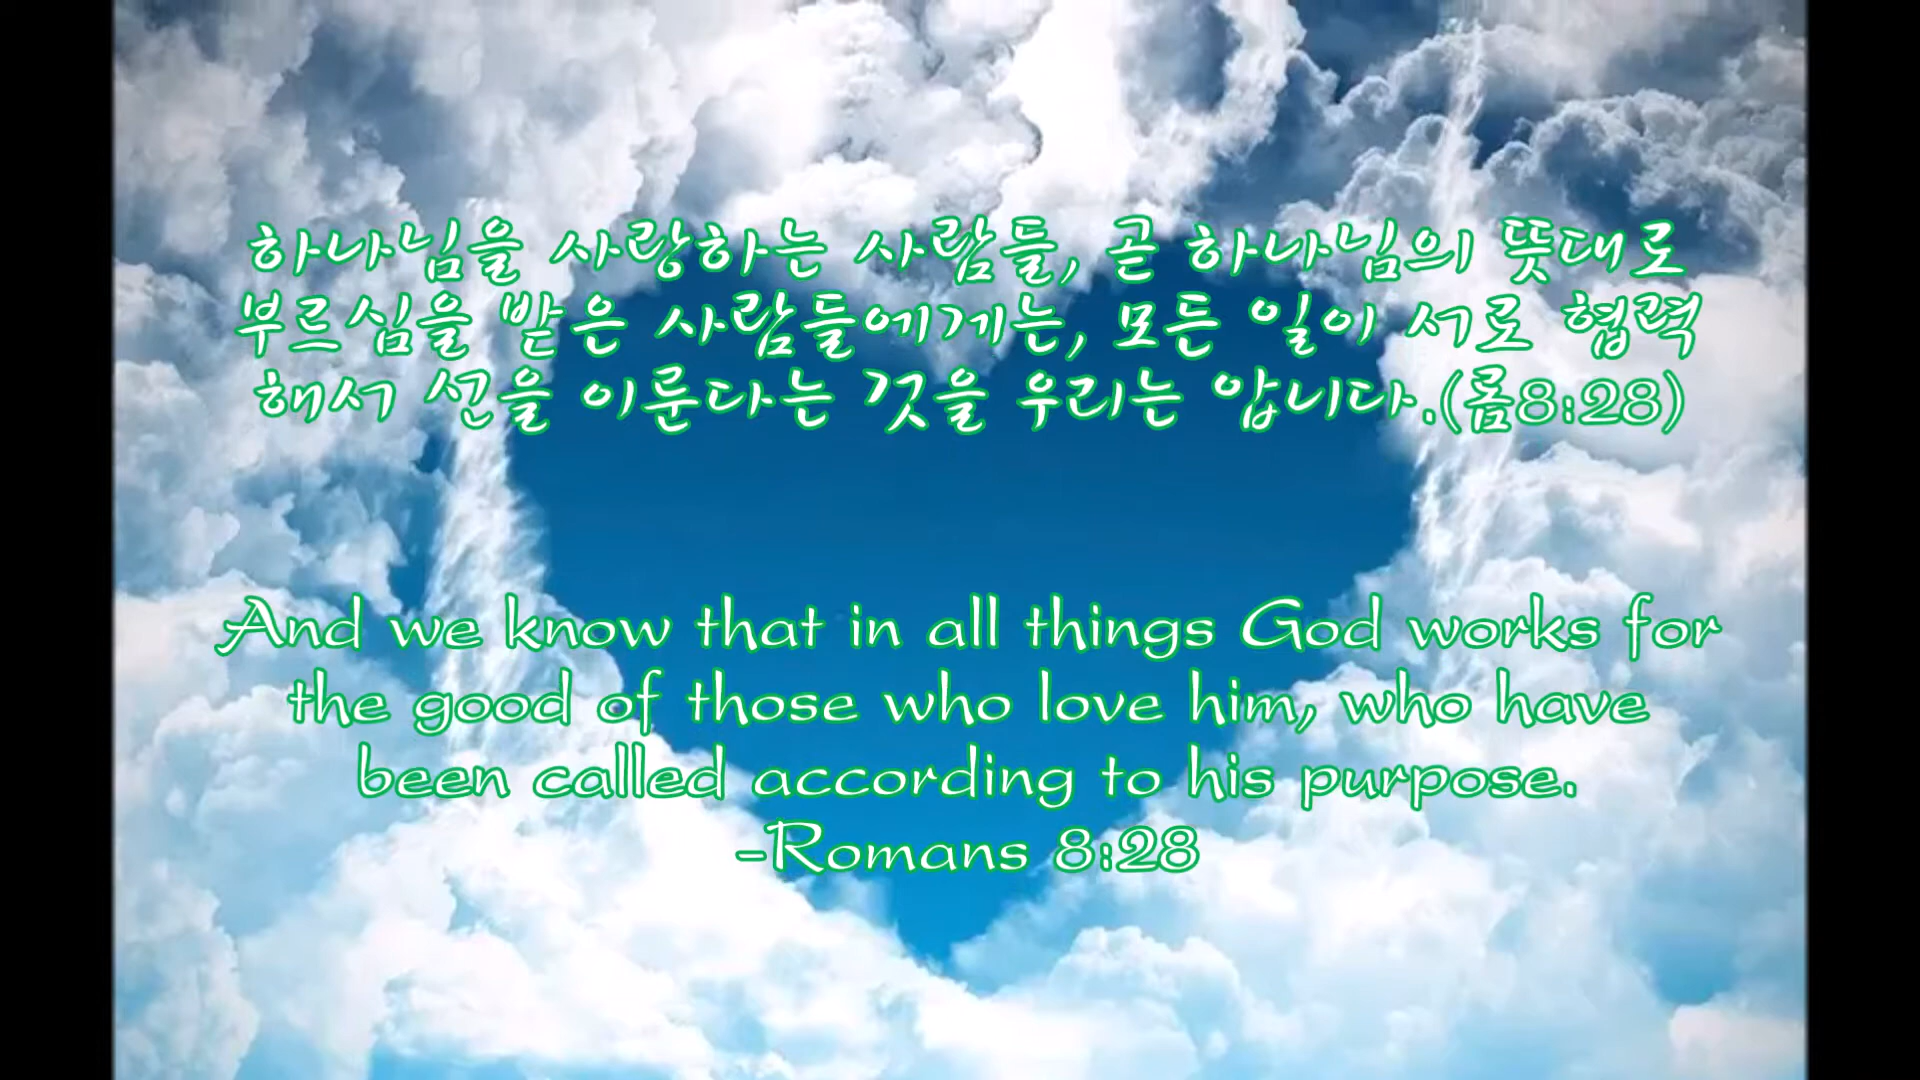 하나님을 사랑하는 사람들, 곧 하나님의 뜻대로
부르심을 받은 사람들에게는, 모든 일이 서로 협력
해서 선을 이룬다는 것을 우리는 압니다.(롬8:28)
And we know that in all things God works for
the good of those who love him, who have
been called according to his purpose.
-Romans 8:28